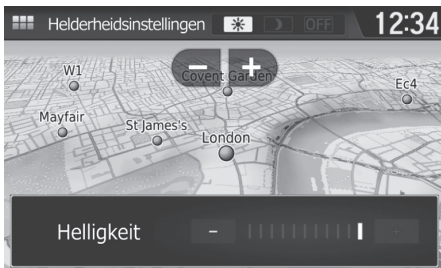 Helderheidsinstellingen OFF 12:34
W1
Covent Garden
Ec4
Mayfair
St James's
London
Helligkeit - +